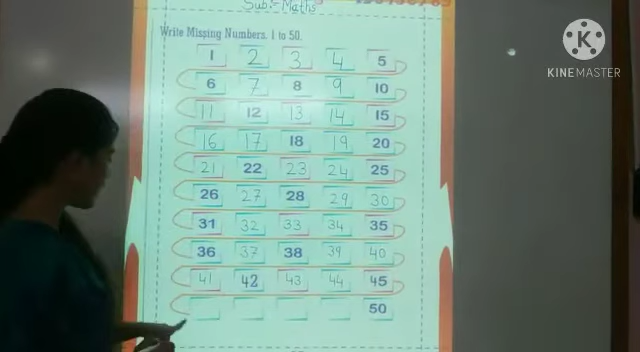 Sub:- Maths
Write Missing Numbers. 1 to 50.
1 2 3 4 5
6 7 8 9 10
11 12 13 14 15
16 17 18 19 20
21 22 23 24 25
26 27 28 29 30
31 32 33 34 35
36 37 38 39 40
41 42 43 44 45
50
K
KINEMASTER